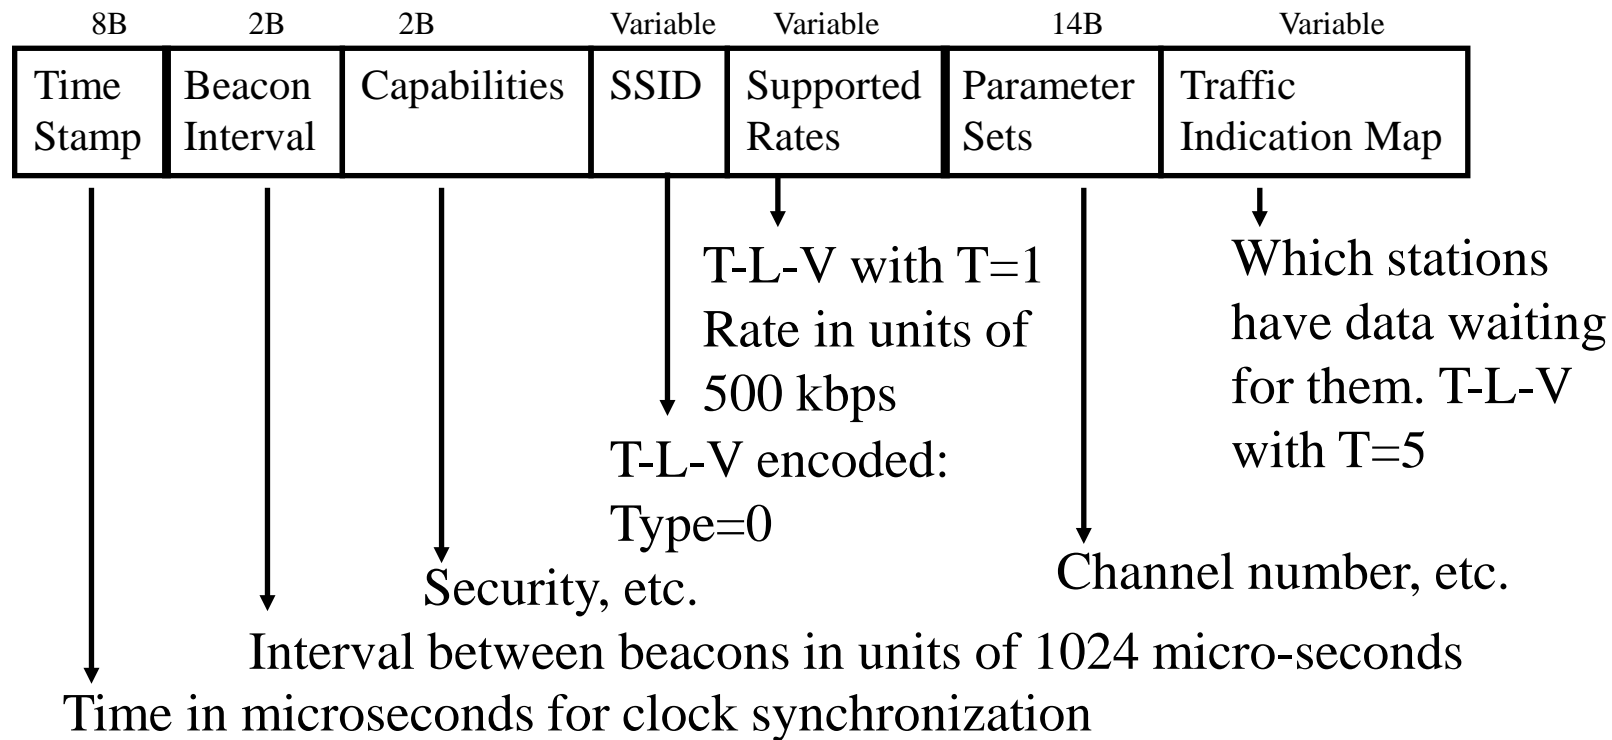 8B 2B 2B Variable Variable 14B Variable
Time Stamp
Beacon Interval
Capabilities
SSID
Supported Rates
Parameter Sets
Traffic Indication Map
T-L-V with T=1
Rate in units of
500 kbps
Which stations
have data waiting
for them. T-L-V
with T=5
T-L-V encoded:
Type=0
Security, etc.
Channel number, etc.
Interval between beacons in units of 1024 micro-seconds
Time in microseconds for clock synchronization